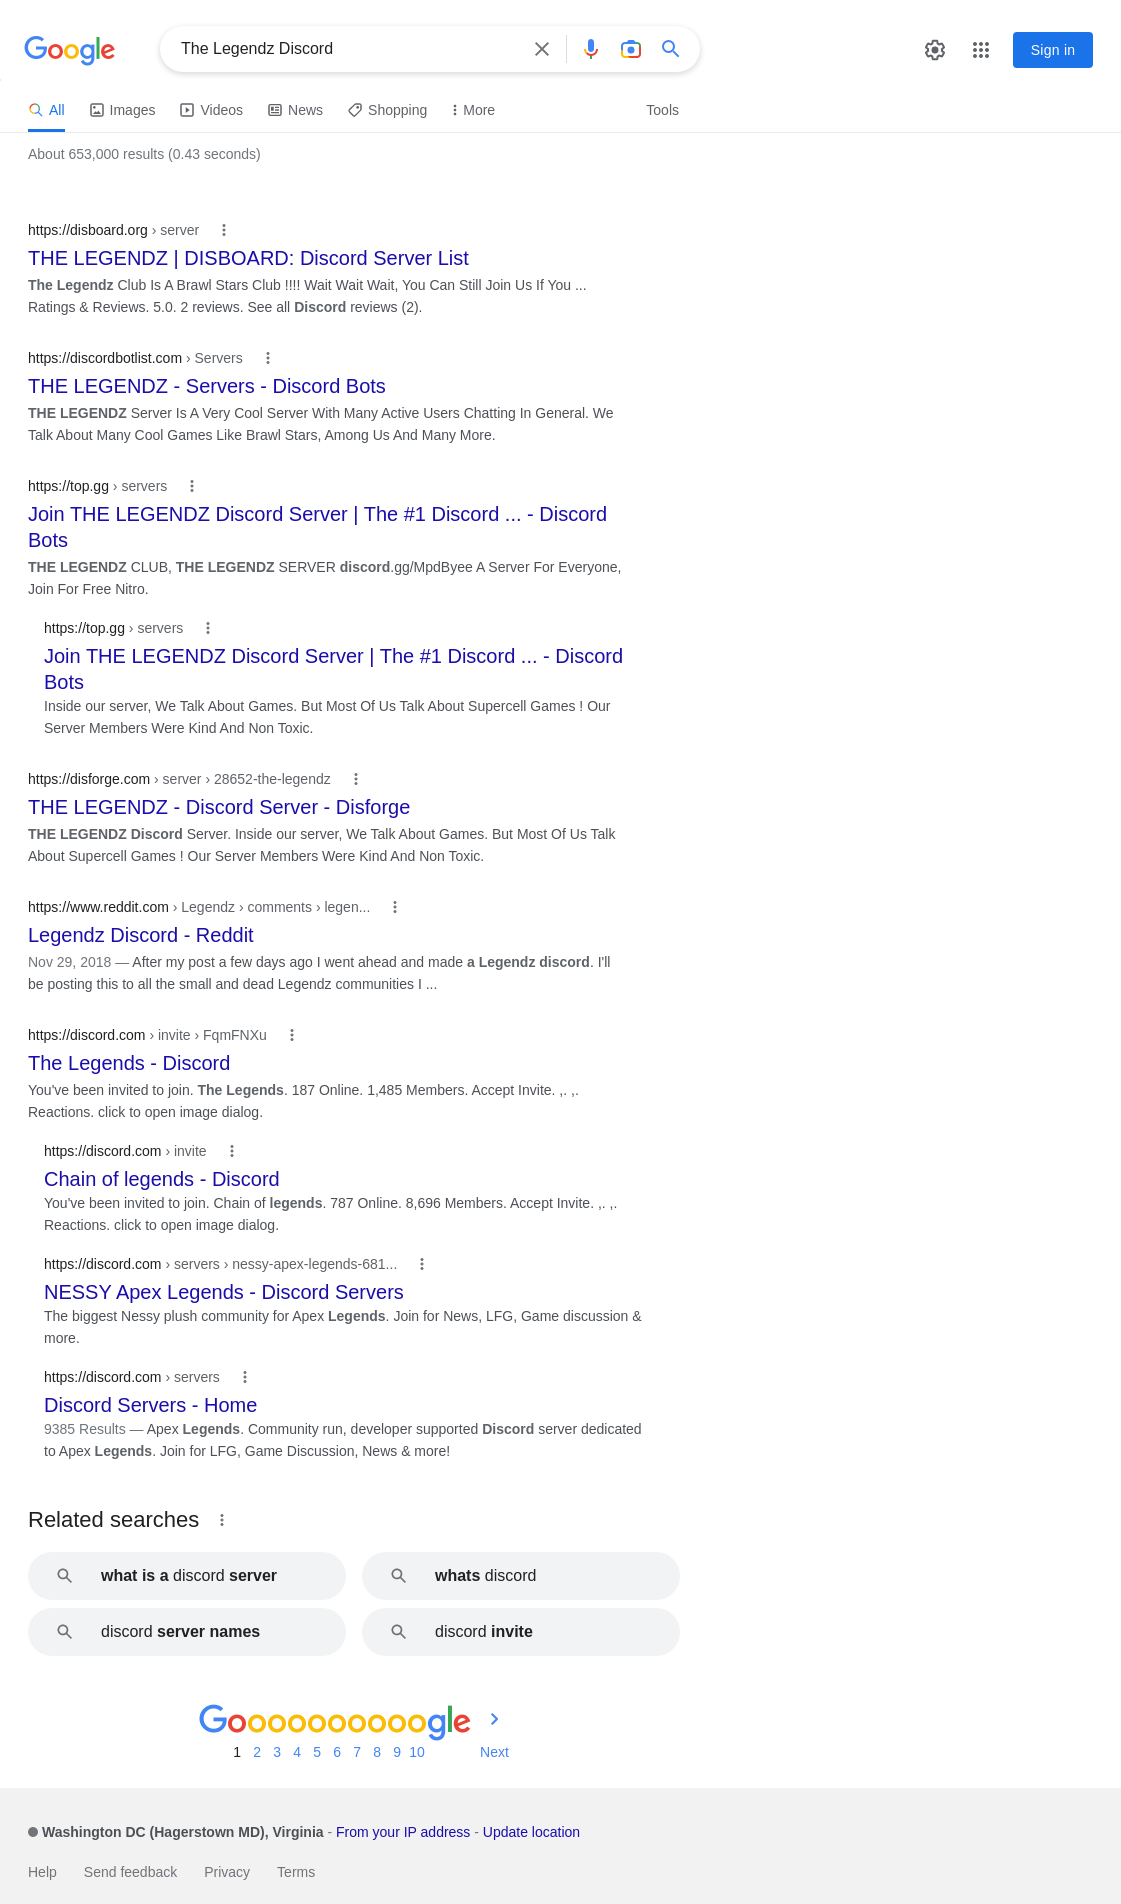 Google
The Legendz Discord
Sign in
All
Images
Videos
News
Shopping
More
Tools
About 653,000 results (0.43 seconds)
https://disboard.org › server
THE LEGENDZ | DISBOARD: Discord Server List
The Legendz Club Is A Brawl Stars Club !!!! Wait Wait Wait, You Can Still Join Us If You ...
Ratings & Reviews. 5.0. 2 reviews. See all Discord reviews (2).
https://discordbotlist.com › Servers
THE LEGENDZ - Servers - Discord Bots
THE LEGENDZ Server Is A Very Cool Server With Many Active Users Chatting In General. We
Talk About Many Cool Games Like Brawl Stars, Among Us And Many More.
https://top.gg › servers
Join THE LEGENDZ Discord Server | The #1 Discord ... - Discord
Bots
THE LEGENDZ CLUB, THE LEGENDZ SERVER discord.gg/MpdByee A Server For Everyone,
Join For Free Nitro.
https://top.gg › servers
Join THE LEGENDZ Discord Server | The #1 Discord ... - Discord
Bots
Inside our server, We Talk About Games. But Most Of Us Talk About Supercell Games ! Our
Server Members Were Kind And Non Toxic.
https://disforge.com › server › 28652-the-legendz
THE LEGENDZ - Discord Server - Disforge
THE LEGENDZ Discord Server. Inside our server, We Talk About Games. But Most Of Us Talk
About Supercell Games ! Our Server Members Were Kind And Non Toxic.
https://www.reddit.com › Legendz › comments › legen...
Legendz Discord - Reddit
Nov 29, 2018 — After my post a few days ago I went ahead and made a Legendz discord. I'll
be posting this to all the small and dead Legendz communities I ...
https://discord.com › invite › FqmFNXu
The Legends - Discord
You've been invited to join. The Legends. 187 Online. 1,485 Members. Accept Invite. ,. ,.
Reactions. click to open image dialog.
https://discord.com › invite
Chain of legends - Discord
You've been invited to join. Chain of legends. 787 Online. 8,696 Members. Accept Invite. ,. ,.
Reactions. click to open image dialog.
https://discord.com › servers › nessy-apex-legends-681...
NESSY Apex Legends - Discord Servers
The biggest Nessy plush community for Apex Legends. Join for News, LFG, Game discussion &
more.
https://discord.com › servers
Discord Servers - Home
9385 Results — Apex Legends. Community run, developer supported Discord server dedicated
to Apex Legends. Join for LFG, Game Discussion, News & more!
Related searches
what is a discord server
whats discord
discord server names
discord invite
Goooooooooogle
1 2 3 4 5 6 7 8 9 10 Next
Washington DC (Hagerstown MD), Virginia - From your IP address - Update location
Help Send feedback Privacy Terms